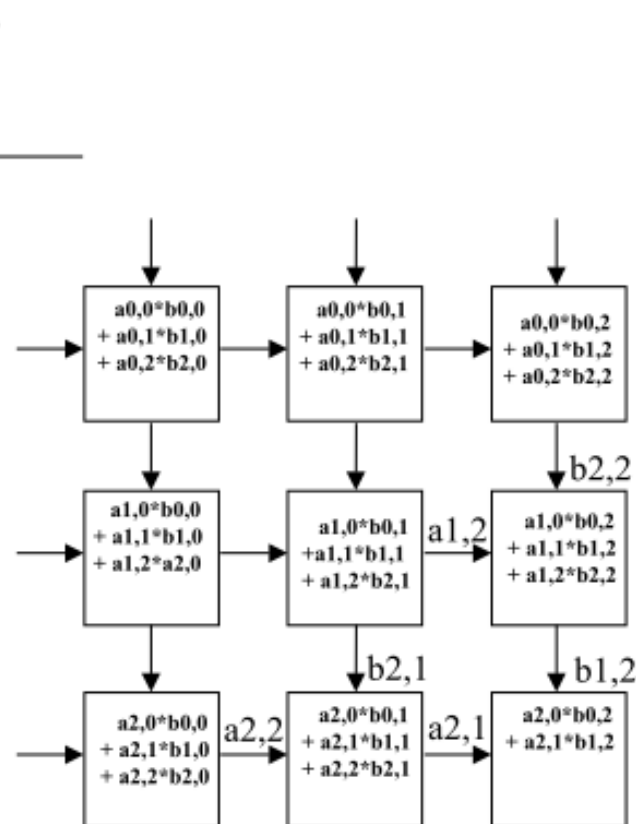 a0,0*b0,0
+ a0,1*b1,0
+ a0,2*b2,0
a0,0*b0,1
+ a0,1*b1,1
+ a0,2*b2,1
a0,0*b0,2
+ a0,1*b1,2
+ a0,2*b2,2
b2,2
a1,0*b0,0
+ a1,1*b1,0
+ a1,2*a2,0
a1,0*b0,1
+a1,1*b1,1
+ a1,2*b2,1
a1,2
a1,0*b0,2
+ a1,1*b1,2
+ a1,2*b2,2
b2,1
b1,2
a2,0*b0,0
+ a2,1*b1,0
+ a2,2*b2,0
a2,2
a2,0*b0,1
+ a2,1*b1,1
+ a2,2*b2,1
a2,1
a2,0*b0,2
+ a2,1*b1,2